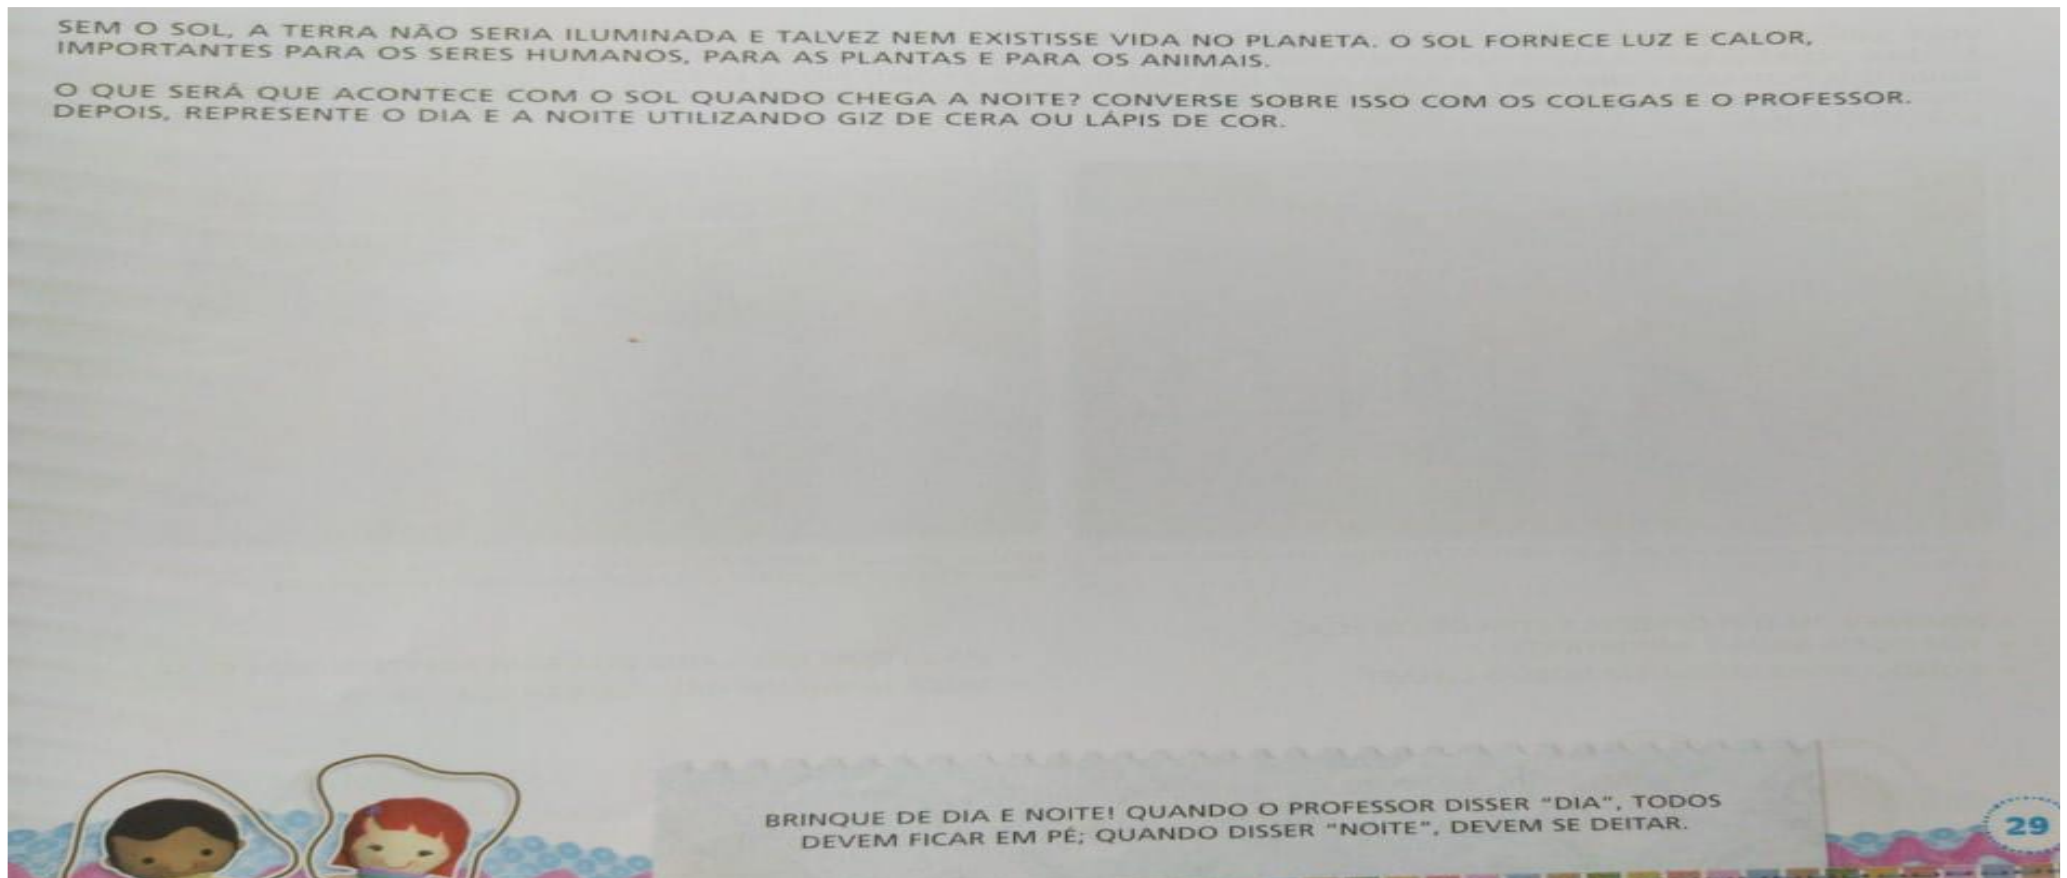 SEM O SOL, A TERRA NÃO SERIA ILUMINADA E TALVEZ NEM EXISTISSE VIDA NO PLANETA. O SOL FORNECE LUZ E CALOR,
IMPORTANTES PARA OS SERES HUMANOS, PARA AS PLANTAS E PARA OS ANIMAIS.
O QUE SERÁ QUE ACONTECE COM O SOL QUANDO CHEGA A NOITE? CONVERSE SOBRE ISSO COM OS COLEGAS E O PROFESSOR.
DEPOIS, REPRESENTE O DIA E A NOITE UTILIZANDO GIZ DE CERA OU LÁPIS DE COR.
BRINQUE DE DIA E NOITE! QUANDO O PROFESSOR DISSER "DIA", TODOS
DEVEM FICAR EM PÉ; QUANDO DISSER "NOITE", DEVEM SE DEITAR.
29